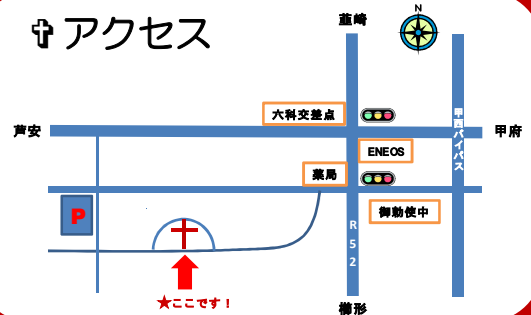 アクセス
N
韮崎
六科交差点
芦安
甲府
甲西バイパス
ENEOS
薬局
P
御勅使中
R52
★ここです！
櫛形